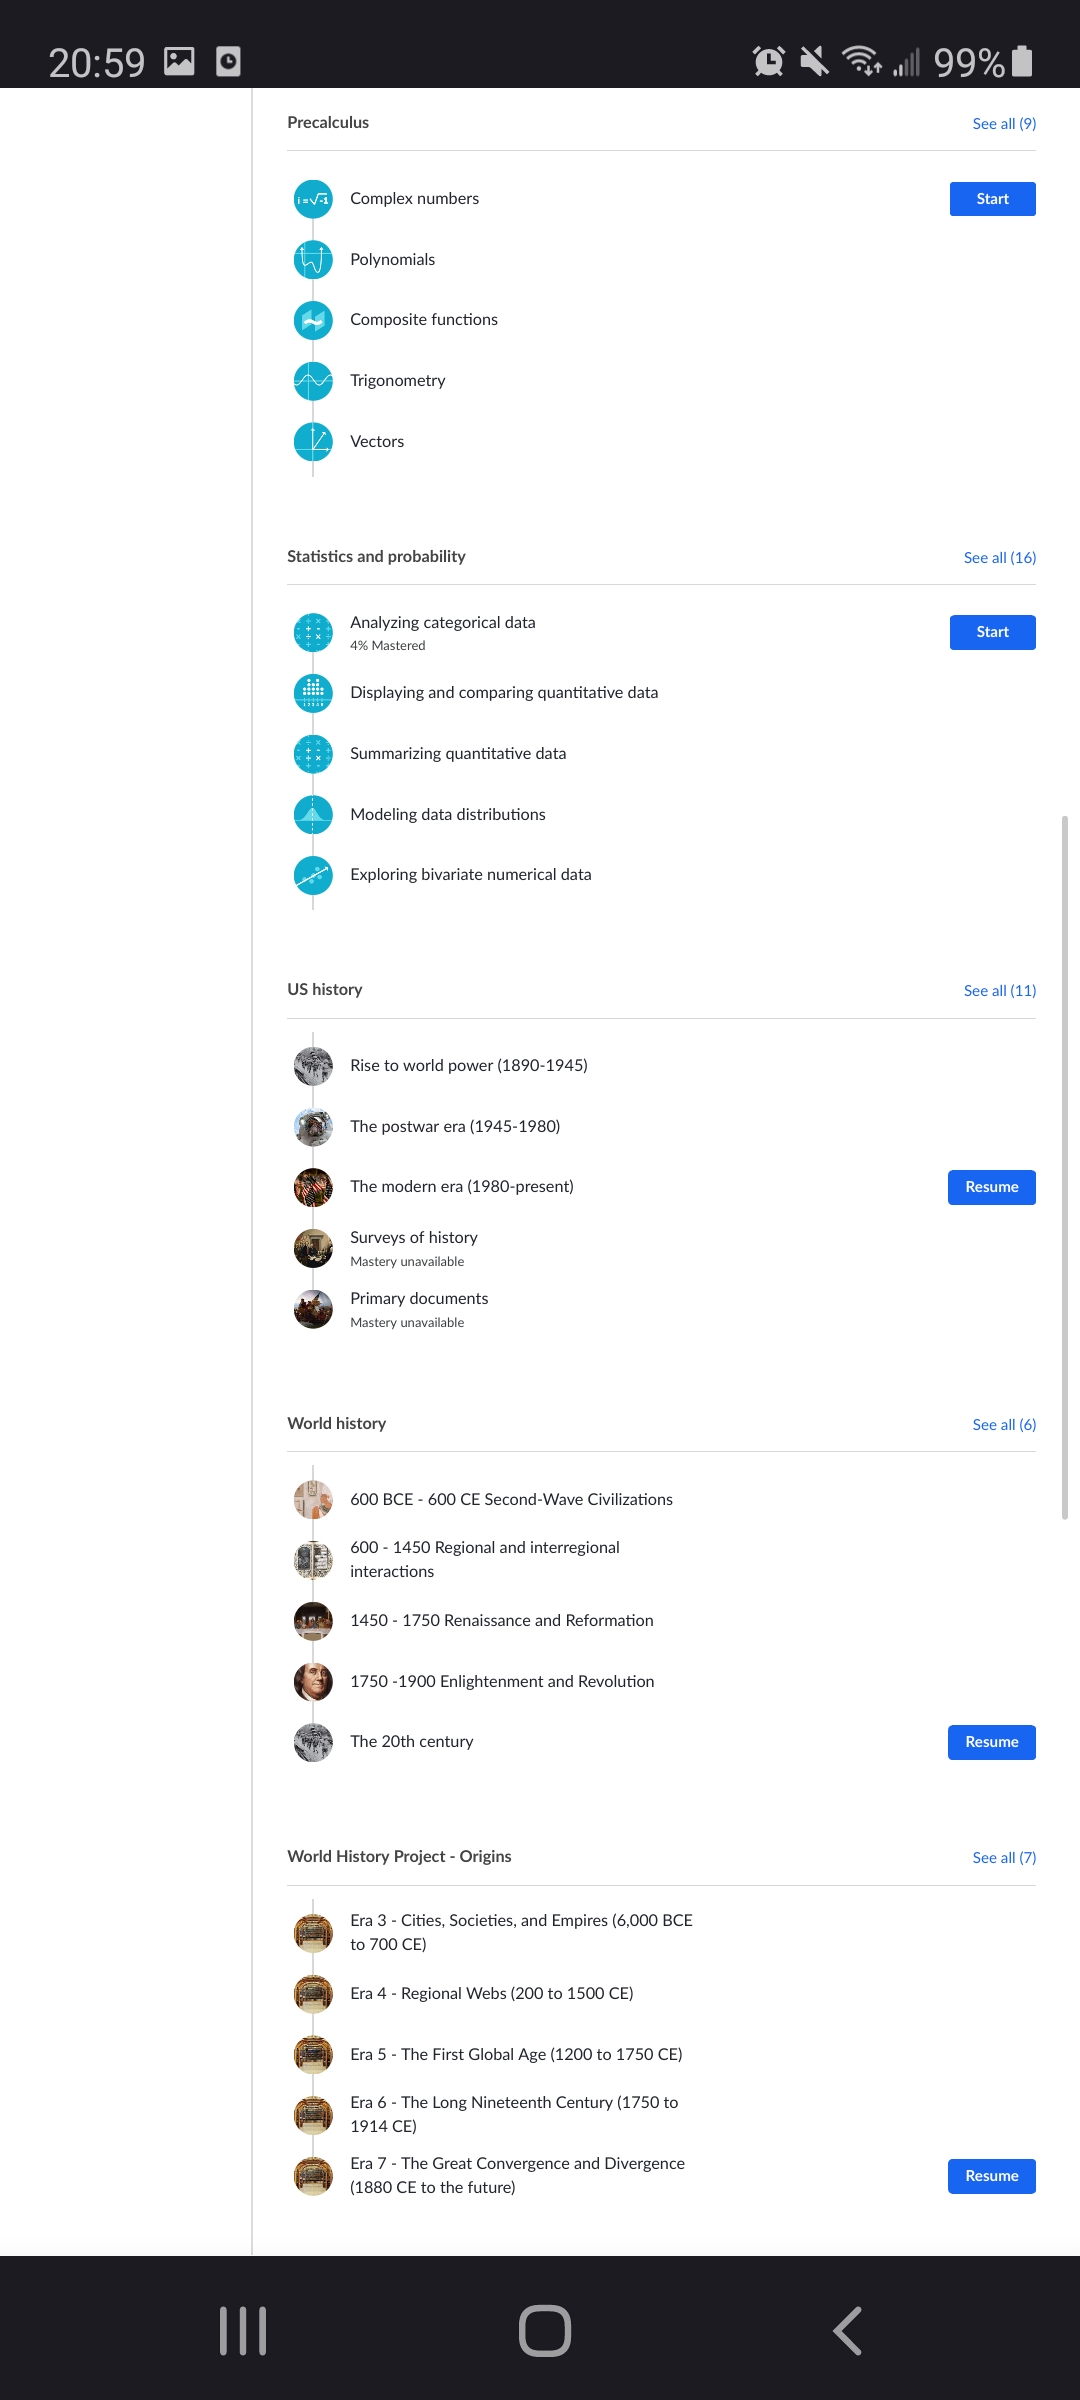 20:59 99%
Precalculus See all (9)
Complex numbers Start
Polynomials
Composite functions
Trigonometry
Vectors
Statistics and probability See all (16)
Analyzing categorical data Start
4% Mastered
Displaying and comparing quantitative data
Summarizing quantitative data
Modeling data distributions
Exploring bivariate numerical data
US history See all (11)
Rise to world power (1890-1945)
The postwar era (1945-1980)
The modern era (1980-present) Resume
Surveys of history
Mastery unavailable
Primary documents
Mastery unavailable
World history See all (6)
600 BCE - 600 CE Second-Wave Civilizations
600 - 1450 Regional and interregional
interactions
1450 - 1750 Renaissance and Reformation
1750 -1900 Enlightenment and Revolution
The 20th century Resume
World History Project - Origins See all (7)
Era 3 - Cities, Societies, and Empires (6,000 BCE
to 700 CE)
Era 4 - Regional Webs (200 to 1500 CE)
Era 5 - The First Global Age (1200 to 1750 CE)
Era 6 - The Long Nineteenth Century (1750 to
1914 CE)
Era 7 - The Great Convergence and Divergence
(1880 CE to the future) Resume